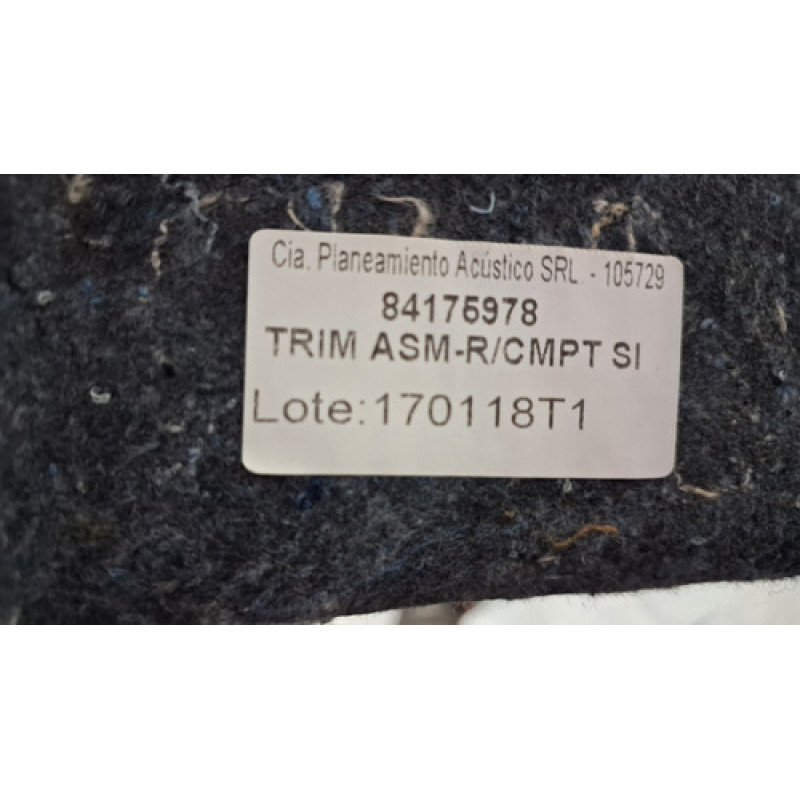 Cia. Planeamiento Acústico SRL. - 105729
84175978
TRIM ASM-R/CMPT SI
Lote:170118T1